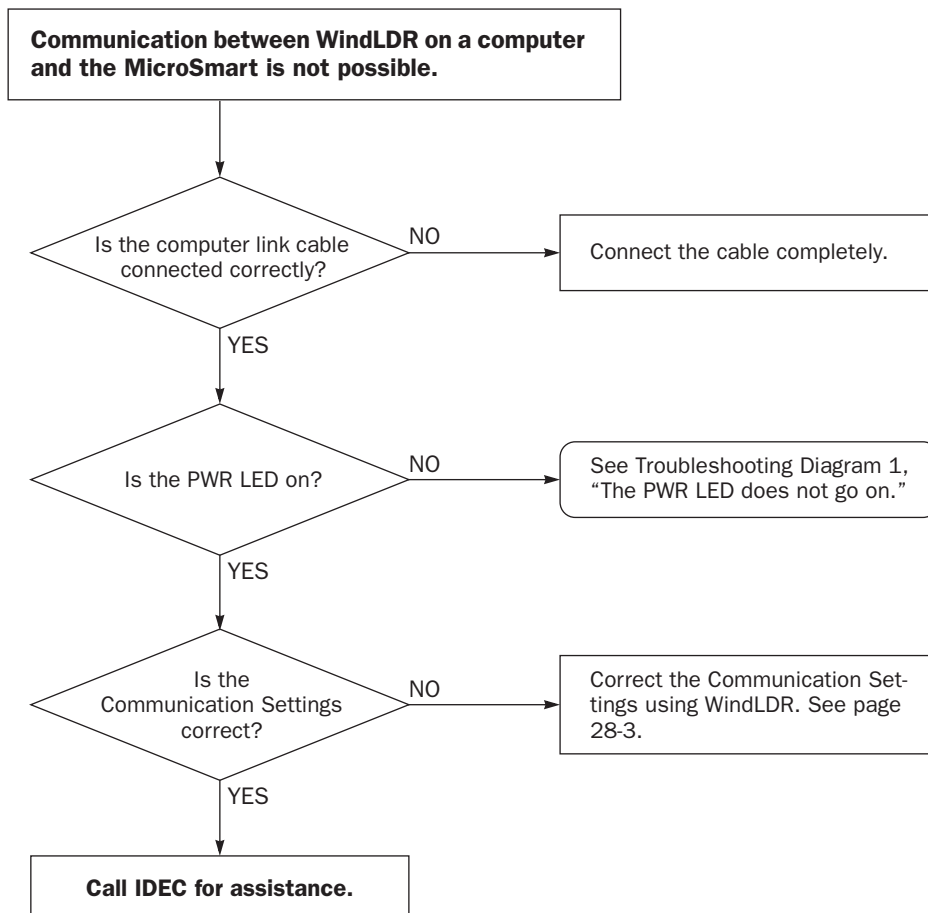 Communication between WindLDR on a computer
and the MicroSmart is not possible.
Is the computer link cable
connected correctly?
NO
Connect the cable completely.
YES
Is the PWR LED on?
NO
See Troubleshooting Diagram 1,
“The PWR LED does not go on.”
YES
Is the
Communication Settings
correct?
NO
Correct the Communication Set-
tings using WindLDR. See page
28-3.
YES
Call IDEC for assistance.